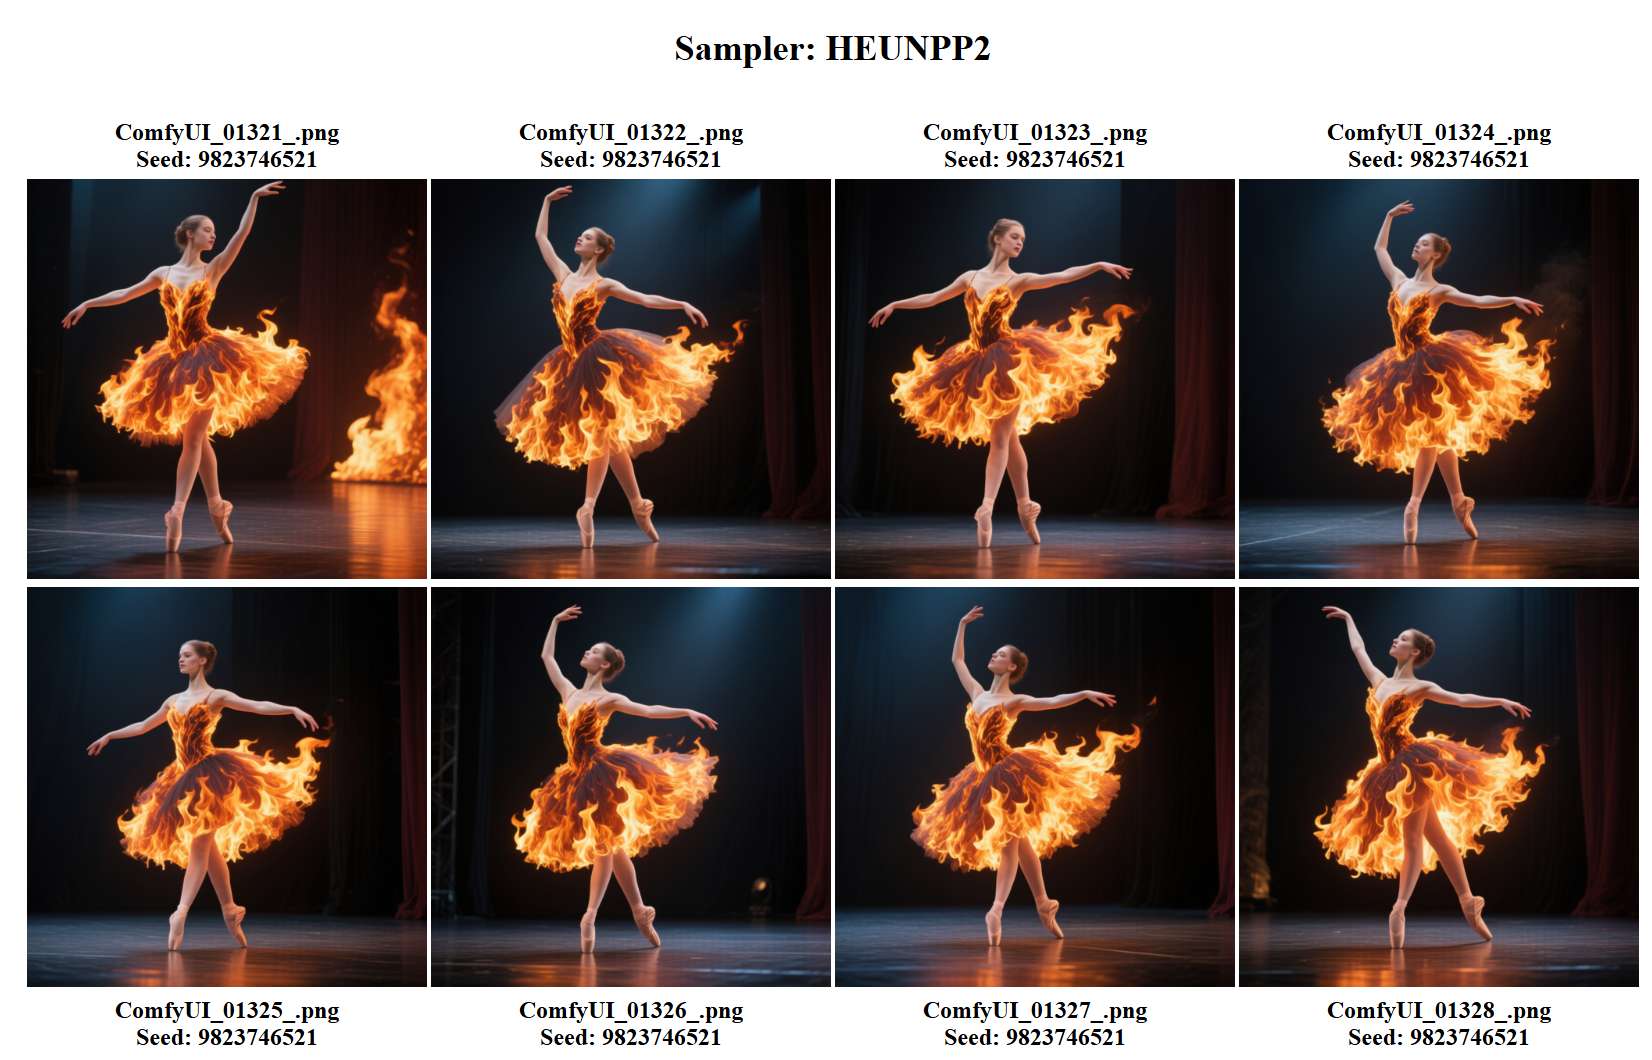 Sampler: HEUNPP2
ComfyUI_01321_.png
Seed: 9823746521
ComfyUI_01322_.png
Seed: 9823746521
ComfyUI_01323_.png
Seed: 9823746521
ComfyUI_01324_.png
Seed: 9823746521
ComfyUI_01325_.png
Seed: 9823746521
ComfyUI_01326_.png
Seed: 9823746521
ComfyUI_01327_.png
Seed: 9823746521
ComfyUI_01328_.png
Seed: 9823746521